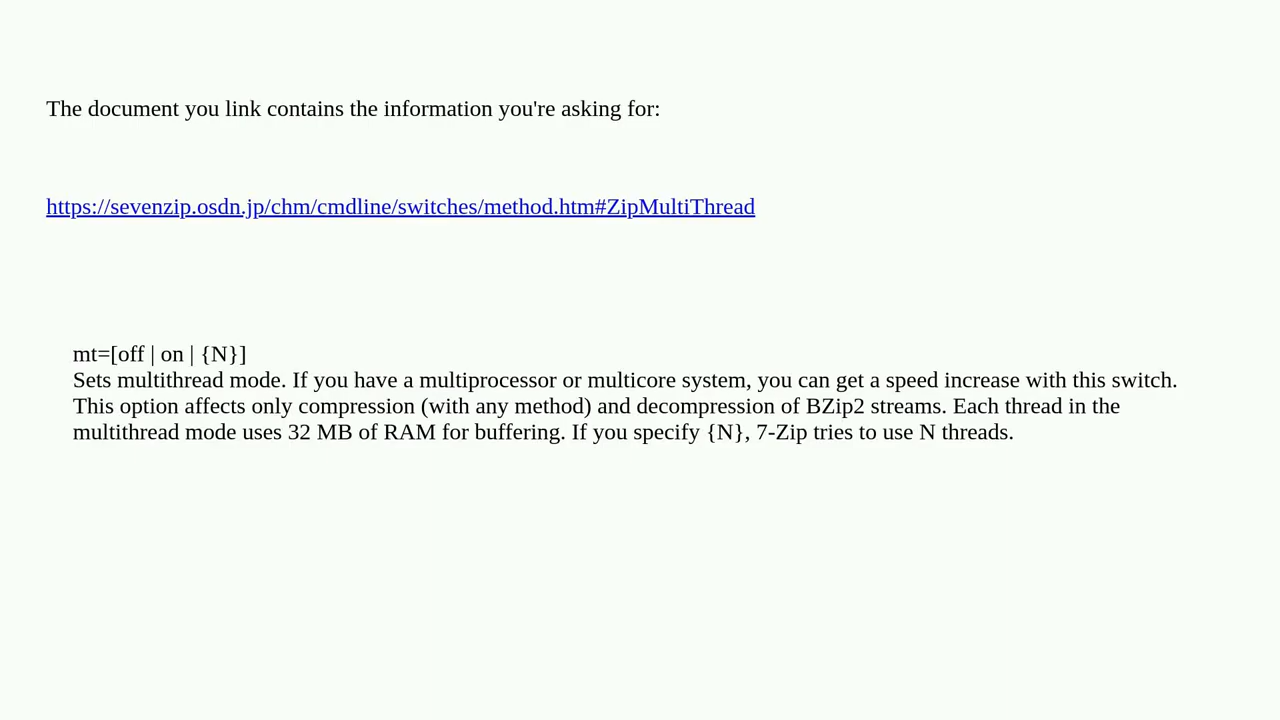 The document you link contains the information you're asking for:
https://sevenzip.osdn.jp/chm/cmdline/switches/method.htm#ZipMultiThread
mt=[off | on | {N}]
Sets multithread mode. If you have a multiprocessor or multicore system, you can get a speed increase with this switch.
This option affects only compression (with any method) and decompression of BZip2 streams. Each thread in the
multithread mode uses 32 MB of RAM for buffering. If you specify {N}, 7-Zip tries to use N threads.